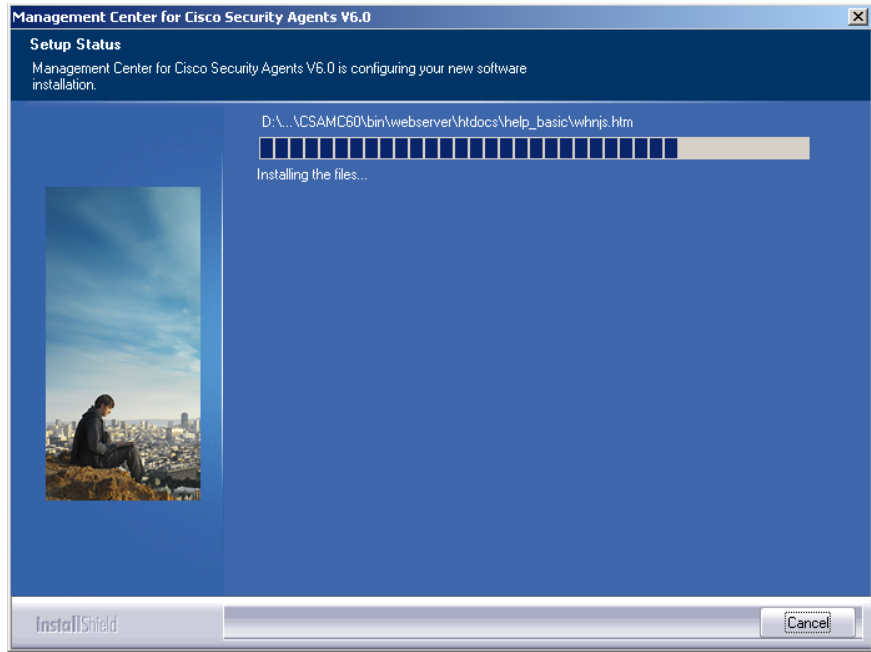 Management Center for Cisco Security Agents V6.0
Setup Status
Management Center for Cisco Security Agents V6.0 is configuring your new software
installation.
D:\...\CSAMC60\bin\webserver\htdocs\help_basic\whnjs.htm
Installing the files...
InstallShield
Cancel